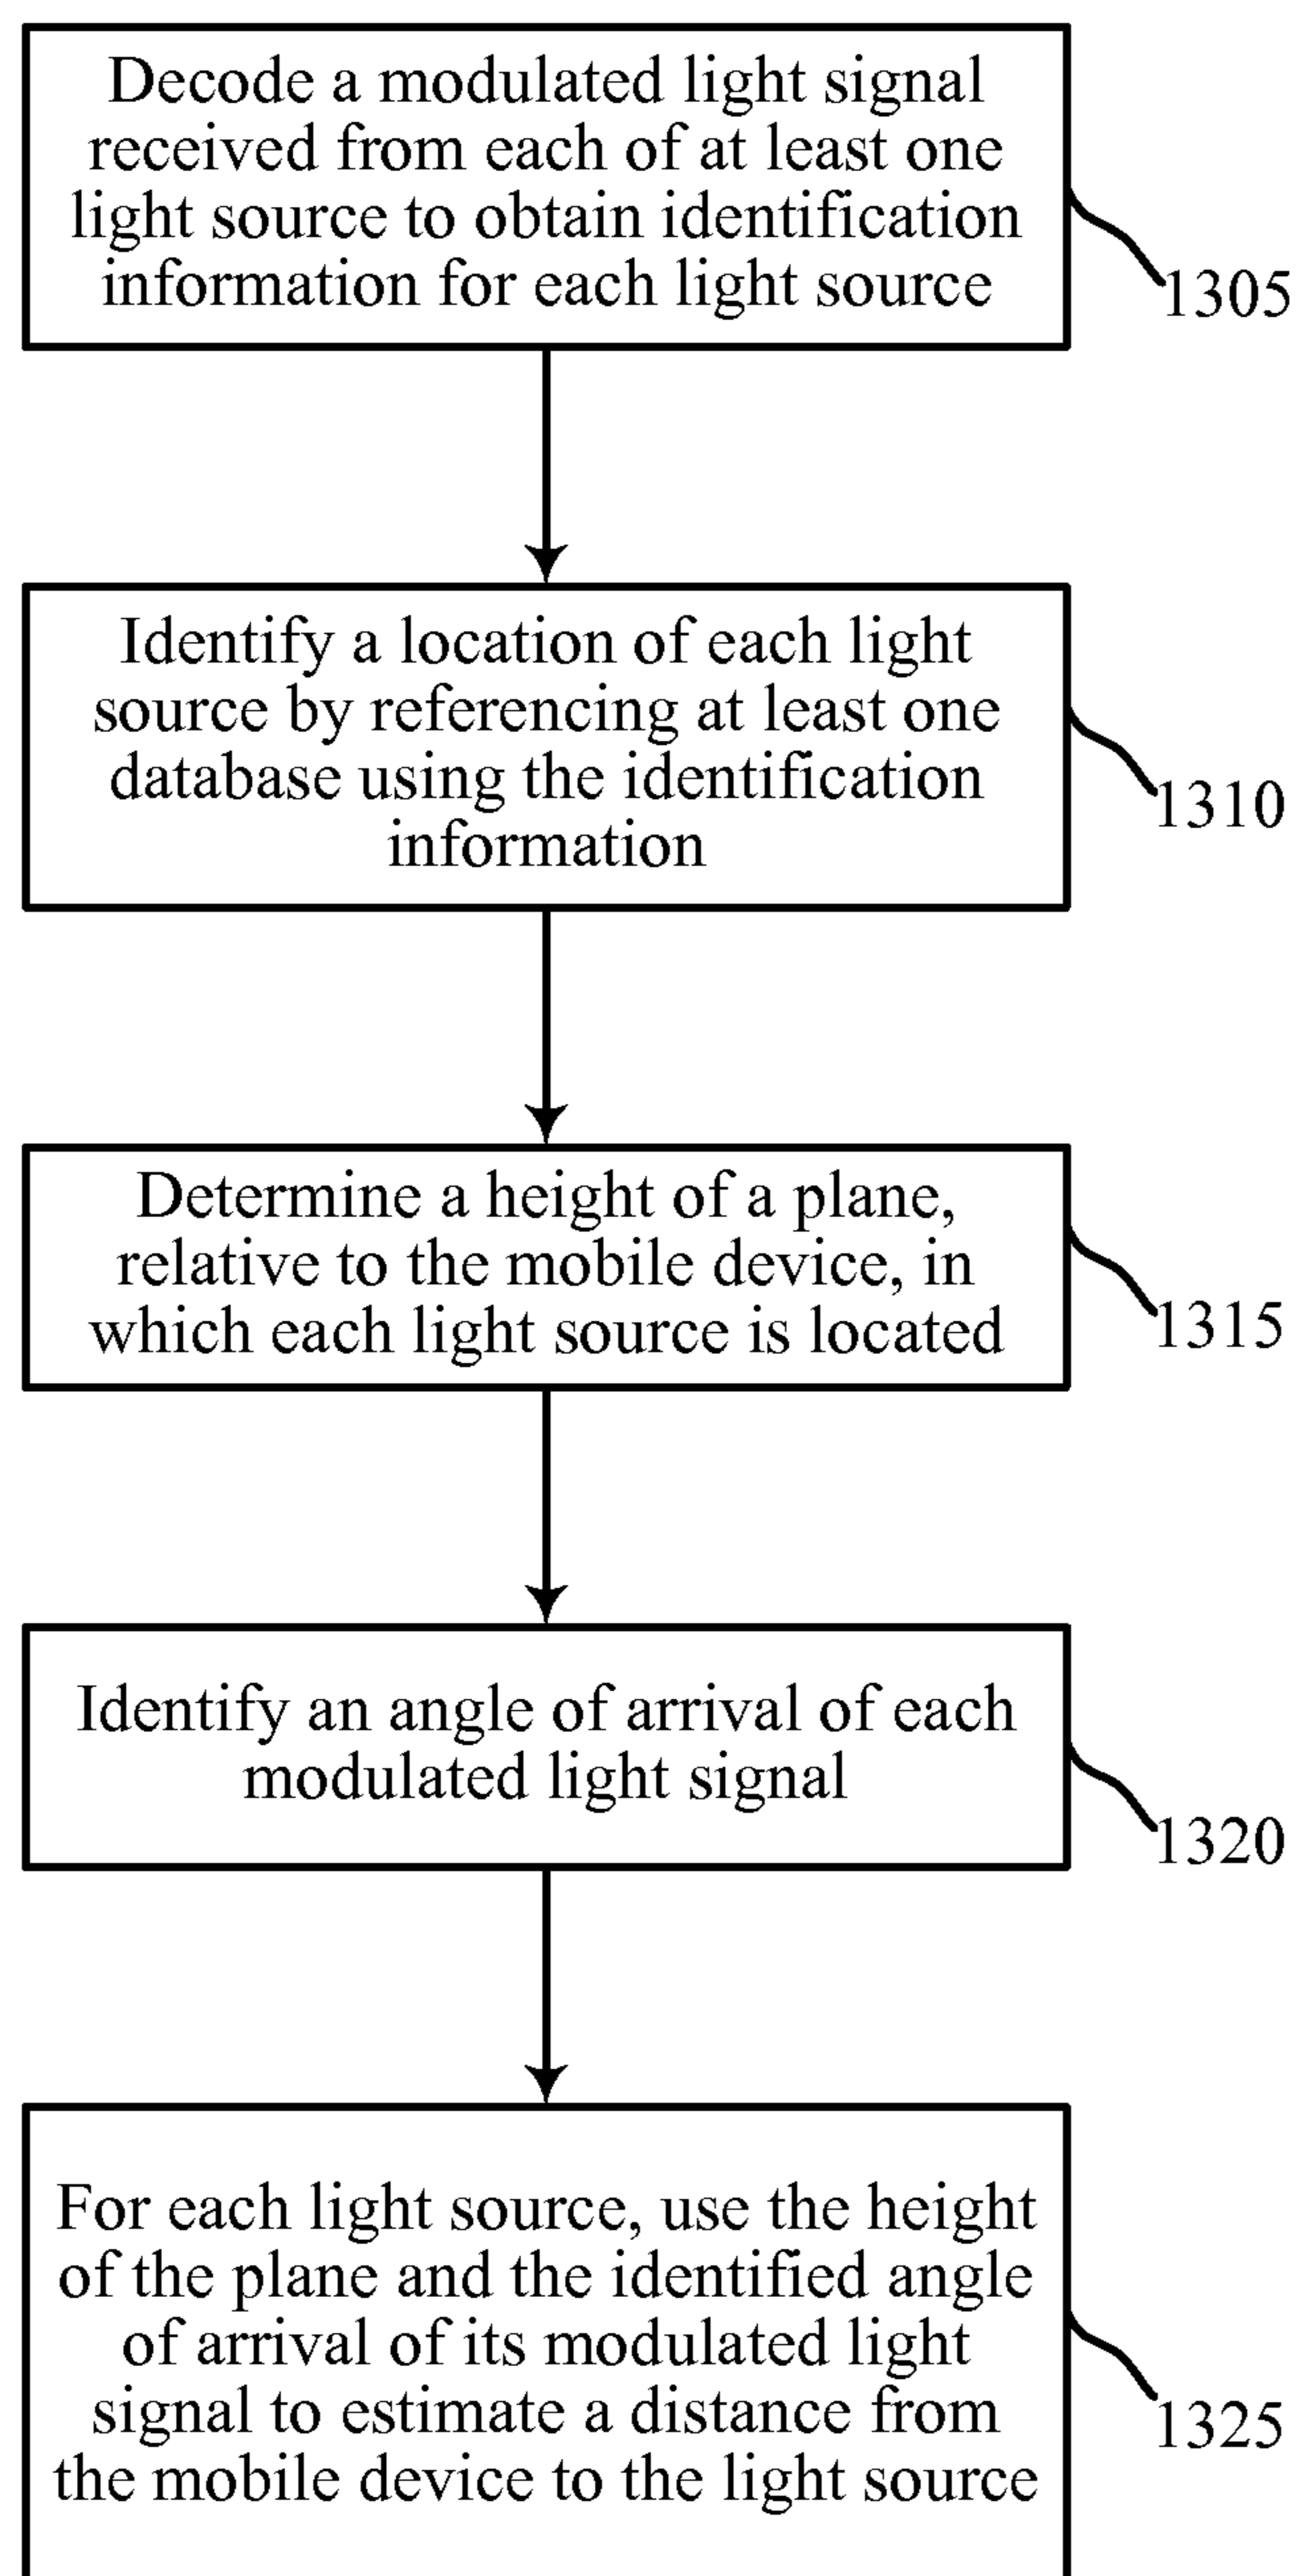 Decode a modulated light signal
received from each of at least one
light source to obtain identification
information for each light source
1305
Identify a location of each light
source by referencing at least one
database using the identification
information
1310
Determine a height of a plane,
relative to the mobile device, in
which each light source is located
1315
Identify an angle of arrival of each
modulated light signal
1320
For each light source, use the height
of the plane and the identified angle
of arrival of its modulated light
signal to estimate a distance from
the mobile device to the light source
1325